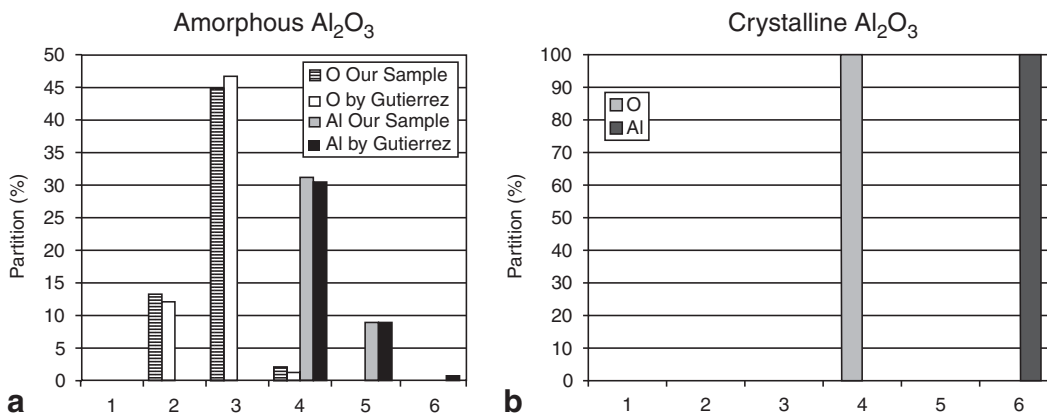 Amorphous Al₂O₃
50
45
40
35
30
25
20
15
10
5
0
Partition (%)
O Our Sample
O by Gutierrez
Al Our Sample
Al by Gutierrez
1 2 3 4 5 6
a
Crystalline Al₂O₃
100
90
80
70
60
50
40
30
20
10
0
Partition (%)
O
Al
1 2 3 4 5 6
b